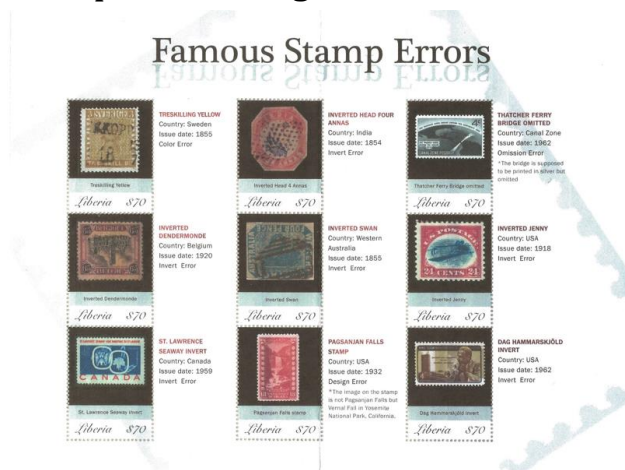 Famous Stamp Errors
TRESKILLING YELLOW
Country: Sweden
Issue date: 1855
Color Error
Treskilling Yellow
Liberia $70
INVERTED HEAD FOUR
ANNAS
Country: India
Issue date: 1854
Invert Error
Inverted Head 4 Annas
Liberia $70
THATCHER FERRY
BRIDGE OMITTED
Country: Canal Zone
Issue date: 1962
Omission Error
*The bridge is supposed
to be printed in silver but
omitted
4¢
Thatcher Ferry Bridge omitted
Liberia $70
INVERTED
DENDERMONDE
Country: Belgium
Issue date: 1920
Invert Error
Inverted Dendermonde
Liberia $70
INVERTED SWAN
Country: Western
Australia
Issue date: 1855
Invert Error
Inverted Swan
Liberia $70
INVERTED JENNY
Country: USA
Issue date: 1918
Invert Error
U.S. POSTAGE
24 CENTS 24
Inverted Jenny
Liberia $70
ST. LAWRENCE
SEAWAY INVERT
Country: Canada
Issue date: 1959
Invert Error
CANADA
St. Lawrence Seaway Invert
Liberia $70
PAGSANJAN FALLS
STAMP
Country: USA
Issue date: 1932
Design Error
*The image on the stamp
is not Pagsanjan Falls but
Vernal Fall in Yosemite
National Park, California.
Pagsanjan Falls stamp
Liberia $70
DAG HAMMARSKJÖLD
INVERT
Country: USA
Issue date: 1962
Invert Error
Dag Hammarskjöld invert
Liberia $70